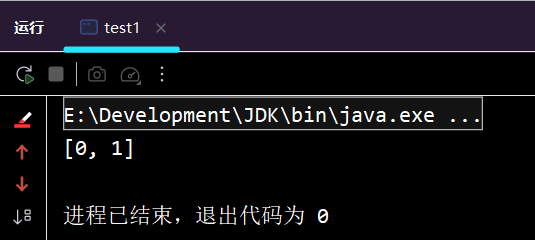 运行 test1
E:\Development\JDK\bin\java.exe ...
[0, 1]
进程已结束，退出代码为 0